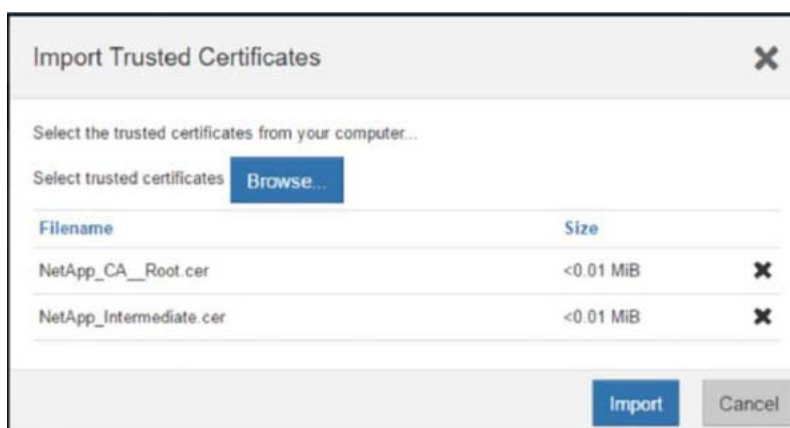 Import Trusted Certificates
Select the trusted certificates from your computer...
Select trusted certificates Browse...
Filename Size
NetApp_CA__Root.cer <0.01 MiB
NetApp_Intermediate.cer <0.01 MiB
Import Cancel